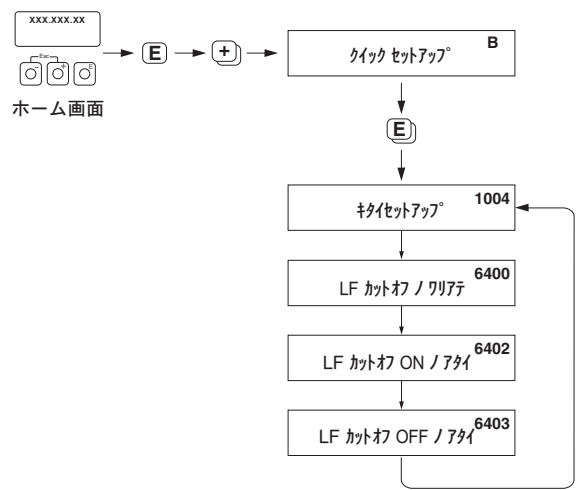 xxx.xxx.xx
Esc
- + E
ホーム画面
E
+
B
クイック セットアップ
E
1004
キタイセットアップ
6400
LF カットオフ ノ ワリアテ
6402
LF カットオフ ON ノ アタイ
6403
LF カットオフ OFF ノ アタイ